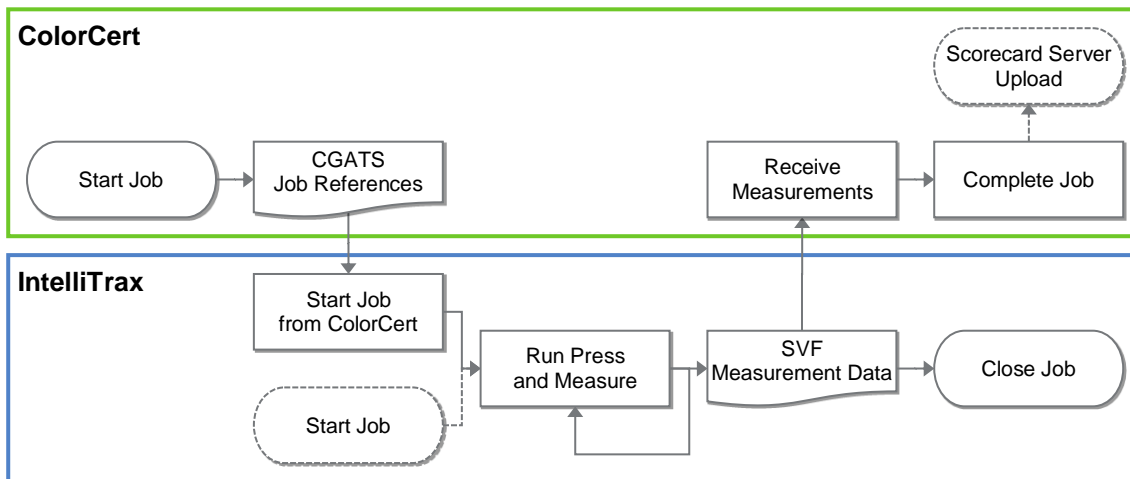 ColorCert
Scorecard Server
Upload
Start Job
CGATS
Job References
Receive
Measurements
Complete Job
IntelliTrax
Start Job
from ColorCert
Run Press
and Measure
SVF
Measurement Data
Close Job
Start Job